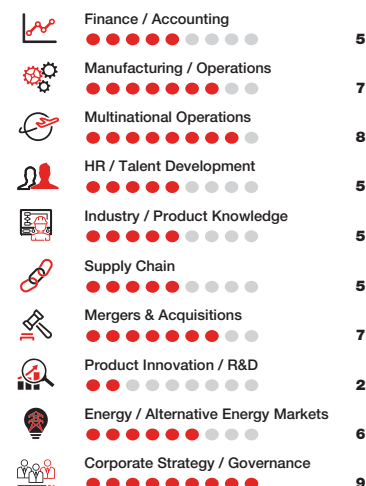 Finance / Accounting
5
Manufacturing / Operations
7
Multinational Operations
8
HR / Talent Development
5
Industry / Product Knowledge
5
Supply Chain
5
Mergers & Acquisitions
7
Product Innovation / R&D
2
Energy / Alternative Energy Markets
6
Corporate Strategy / Governance
9